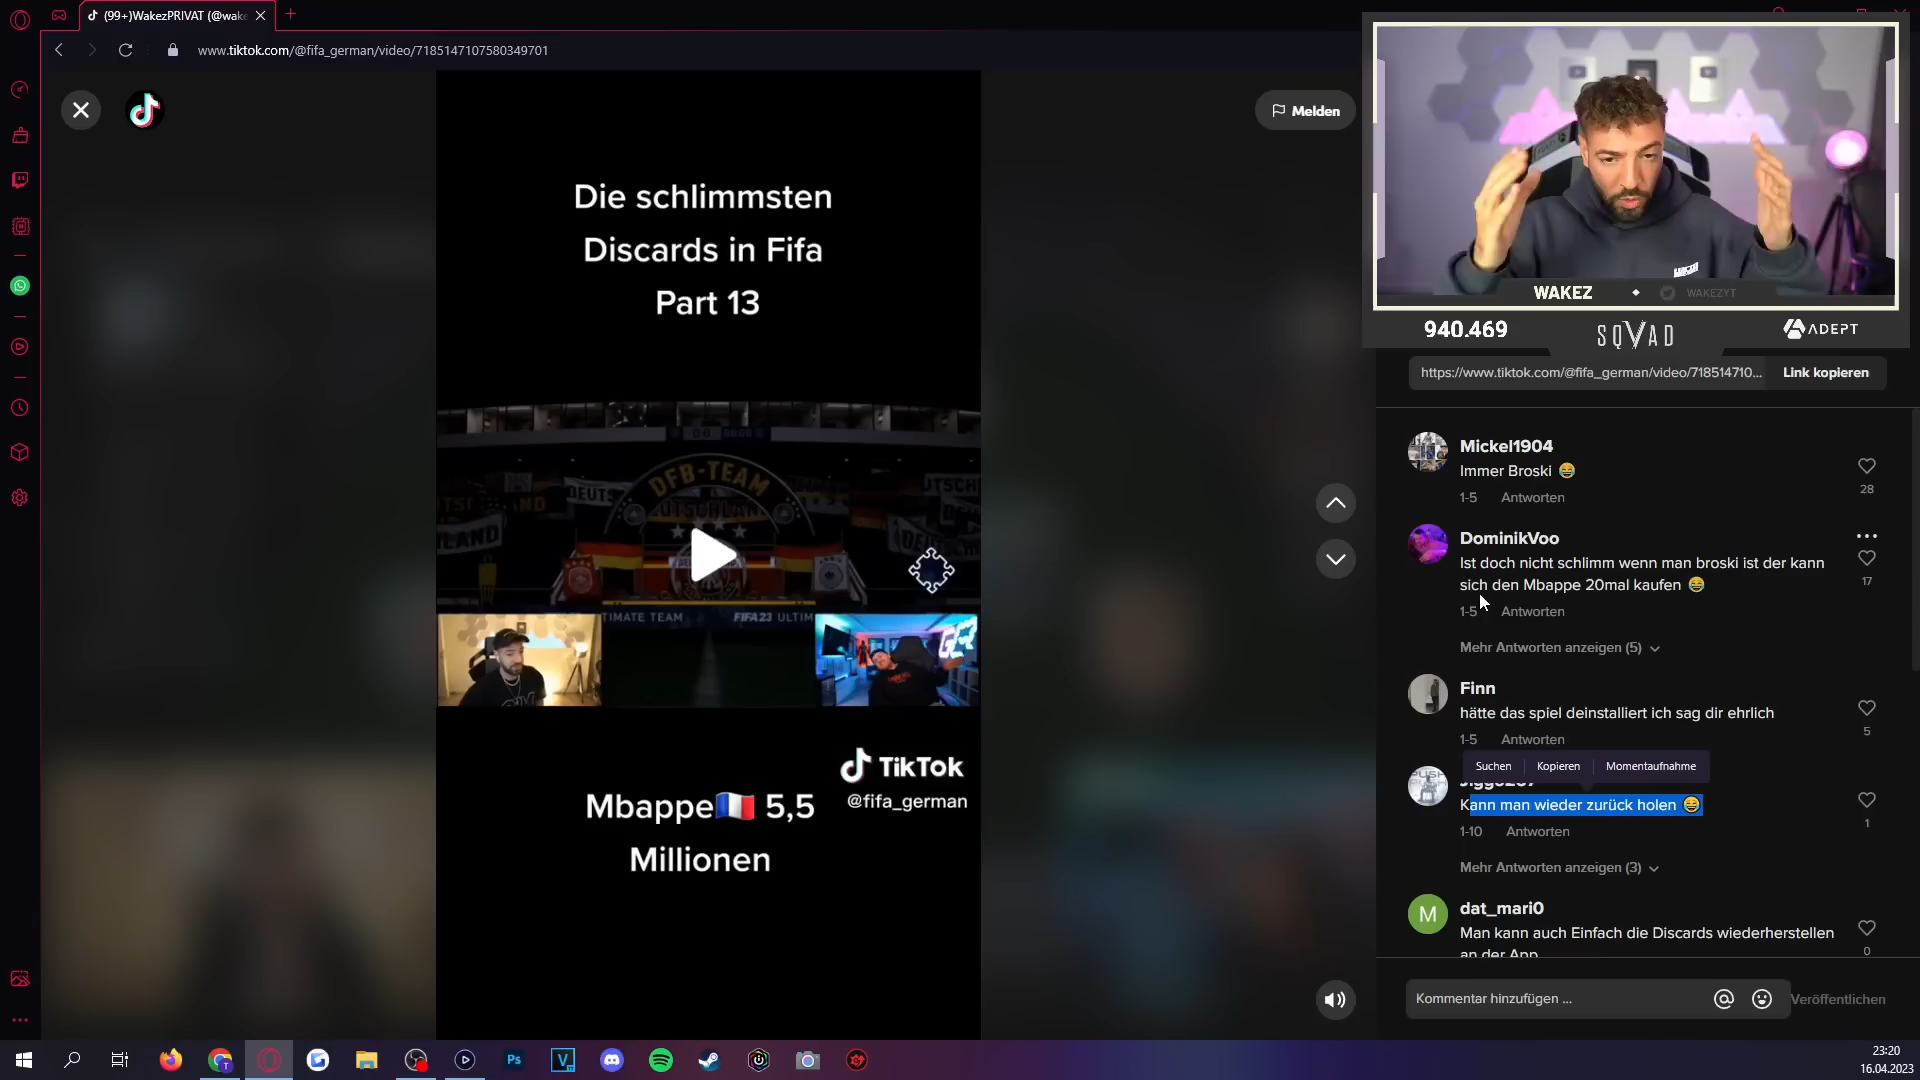 (99+)WakezPRIVAT (@wake
www.tiktok.com/@fifa_german/video/7185147107580349701
Melden
Die schlimmsten
Discards in Fifa
Part 13
DFB-TEAM
TIMATE TEAM
FIFA23 ULTIM
TikTok
@fifa_german
Mbappe🇫🇷 5,5
Millionen
WAKEZ
WAKEZYT
940.469
SQVAD
ADEPT
https://www.tiktok.com/@fifa_german/video/718514710...
Link kopieren
Mickel1904
Immer Broski 😂
1-5 Antworten
28
DominikVoo
Ist doch nicht schlimm wenn man broski ist der kann
sich den Mbappe 20mal kaufen 😂
17
1-5 Antworten
Mehr Antworten anzeigen (5)
Finn
hätte das spiel deinstalliert ich sag dir ehrlich
5
1-5 Antworten
Suchen Kopieren Momentaufnahme
Kann man wieder zurück holen 😂
1
1-10 Antworten
Mehr Antworten anzeigen (3)
M
dat_mari0
Man kann auch Einfach die Discards wiederherstellen
an der App
0
Kommentar hinzufügen ...
Veröffentlichen
Ps
V
23:20
16.04.2023